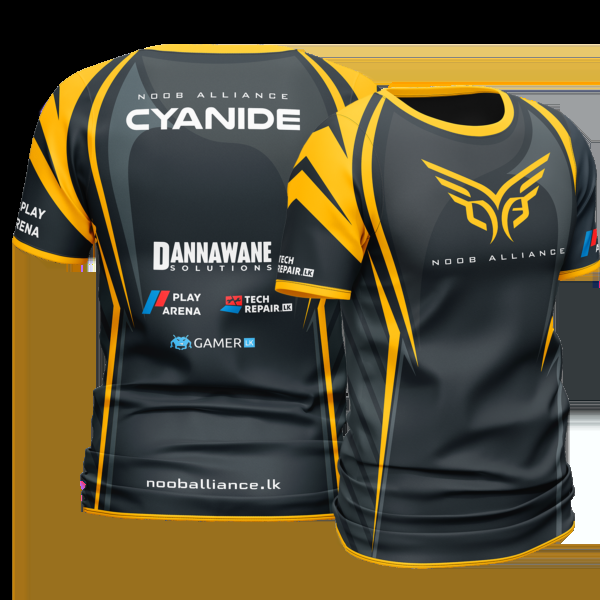 NOOB ALLIANCE
CYANIDE
PLAY
ARENA
DANNAWANE
SOLUTIONS
PLAY
ARENA
TECH
REPAIR.LK
GAMER LK
nooballiance.lk
TECH
REPAIR.LK
NOOB ALLIANCE